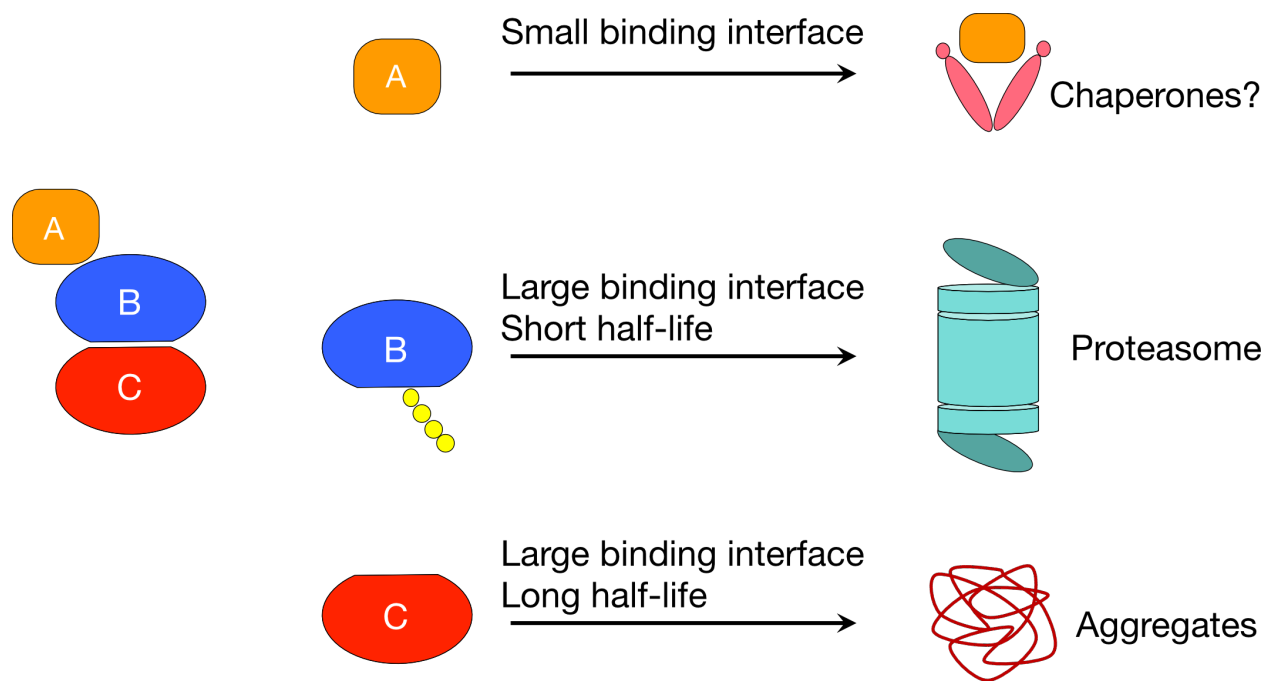 A
Small binding interface
Chaperones?
A
B
C
B
Large binding interface
Short half-life
Proteasome
C
Large binding interface
Long half-life
Aggregates